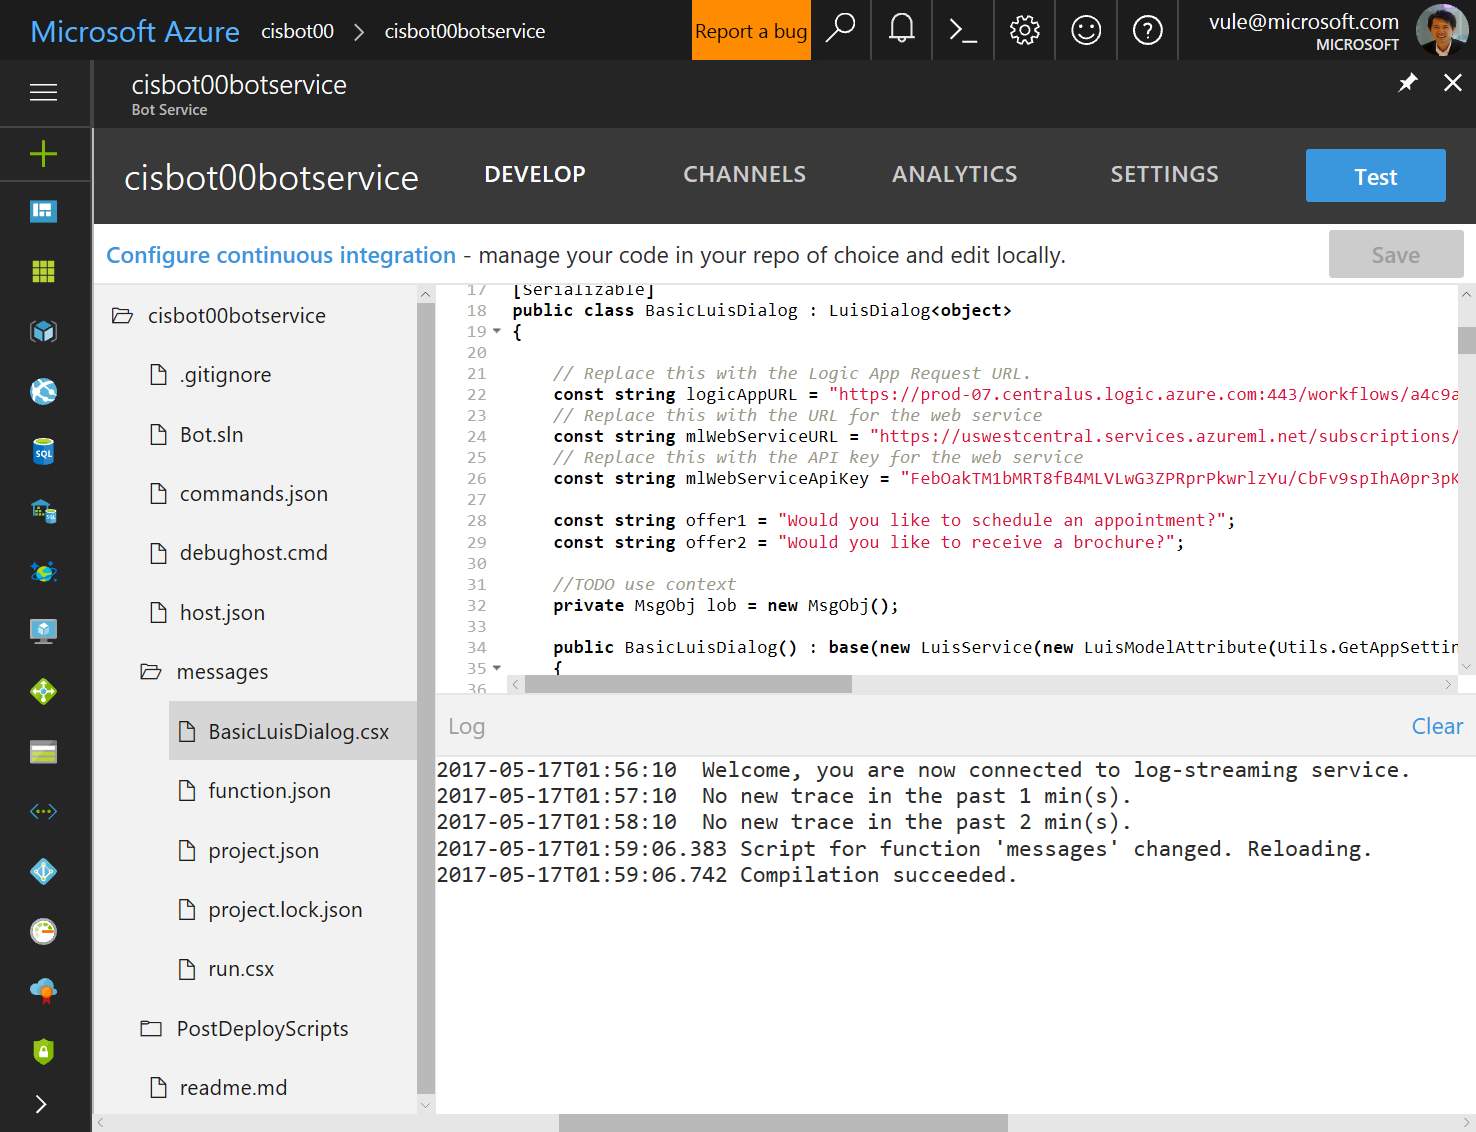 Microsoft Azure cisbot00 > cisbot00botservice Report a bug vule@microsoft.com
MICROSOFT
cisbot00botservice
Bot Service
cisbot00botservice DEVELOP CHANNELS ANALYTICS SETTINGS Test
Configure continuous integration - manage your code in your repo of choice and edit locally. Save
cisbot00botservice
.gitignore
Bot.sln
commands.json
debughost.cmd
host.json
messages
BasicLuisDialog.csx
function.json
project.json
project.lock.json
run.csx
PostDeployScripts
readme.md
17 [Serializable]
18 public class BasicLuisDialog : LuisDialog<object>
19 {
20
21 // Replace this with the Logic App Request URL.
22 const string logicAppURL = "https://prod-07.centralus.logic.azure.com:443/workflows/a4c9a
23 // Replace this with the URL for the web service
24 const string mlWebServiceURL = "https://uswestcentral.services.azureml.net/subscriptions/
25 // Replace this with the API key for the web service
26 const string mlWebServiceApiKey = "FebOakTM1bMRT8fB4MLVLwG3ZPRprPkwrlzYu/CbFv9spIhA0pr3pK
27
28 const string offer1 = "Would you like to schedule an appointment?";
29 const string offer2 = "Would you like to receive a brochure?";
30
31 //TODO use context
32 private MsgObj lob = new MsgObj();
33
34 public BasicLuisDialog() : base(new LuisService(new LuisModelAttribute(Utils.GetAppSettin
35 {
36
Log Clear
2017-05-17T01:56:10 Welcome, you are now connected to log-streaming service.
2017-05-17T01:57:10 No new trace in the past 1 min(s).
2017-05-17T01:58:10 No new trace in the past 2 min(s).
2017-05-17T01:59:06.383 Script for function 'messages' changed. Reloading.
2017-05-17T01:59:06.742 Compilation succeeded.